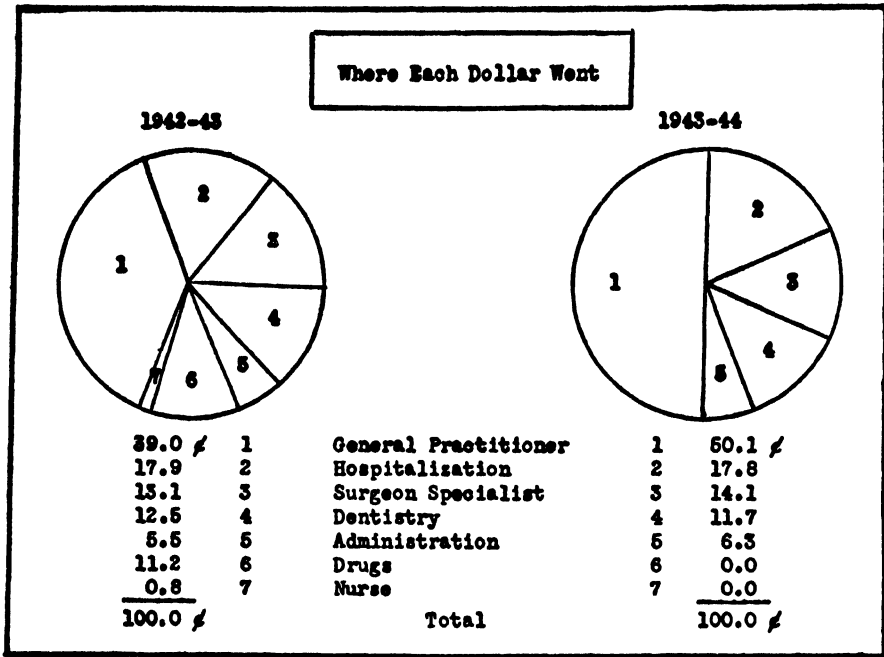 Where Each Dollar Went
1942-43 1943-44
1 2 3 4 5 6 7
1 2 3 4 5
39.0 ¢ 1 General Practitioner 1 50.1 ¢
17.9 2 Hospitalization 2 17.8
13.1 3 Surgeon Specialist 3 14.1
12.5 4 Dentistry 4 11.7
5.5 5 Administration 5 6.3
11.2 6 Drugs 6 0.0
0.8 7 Nurse 7 0.0
100.0 ¢ Total 100.0 ¢